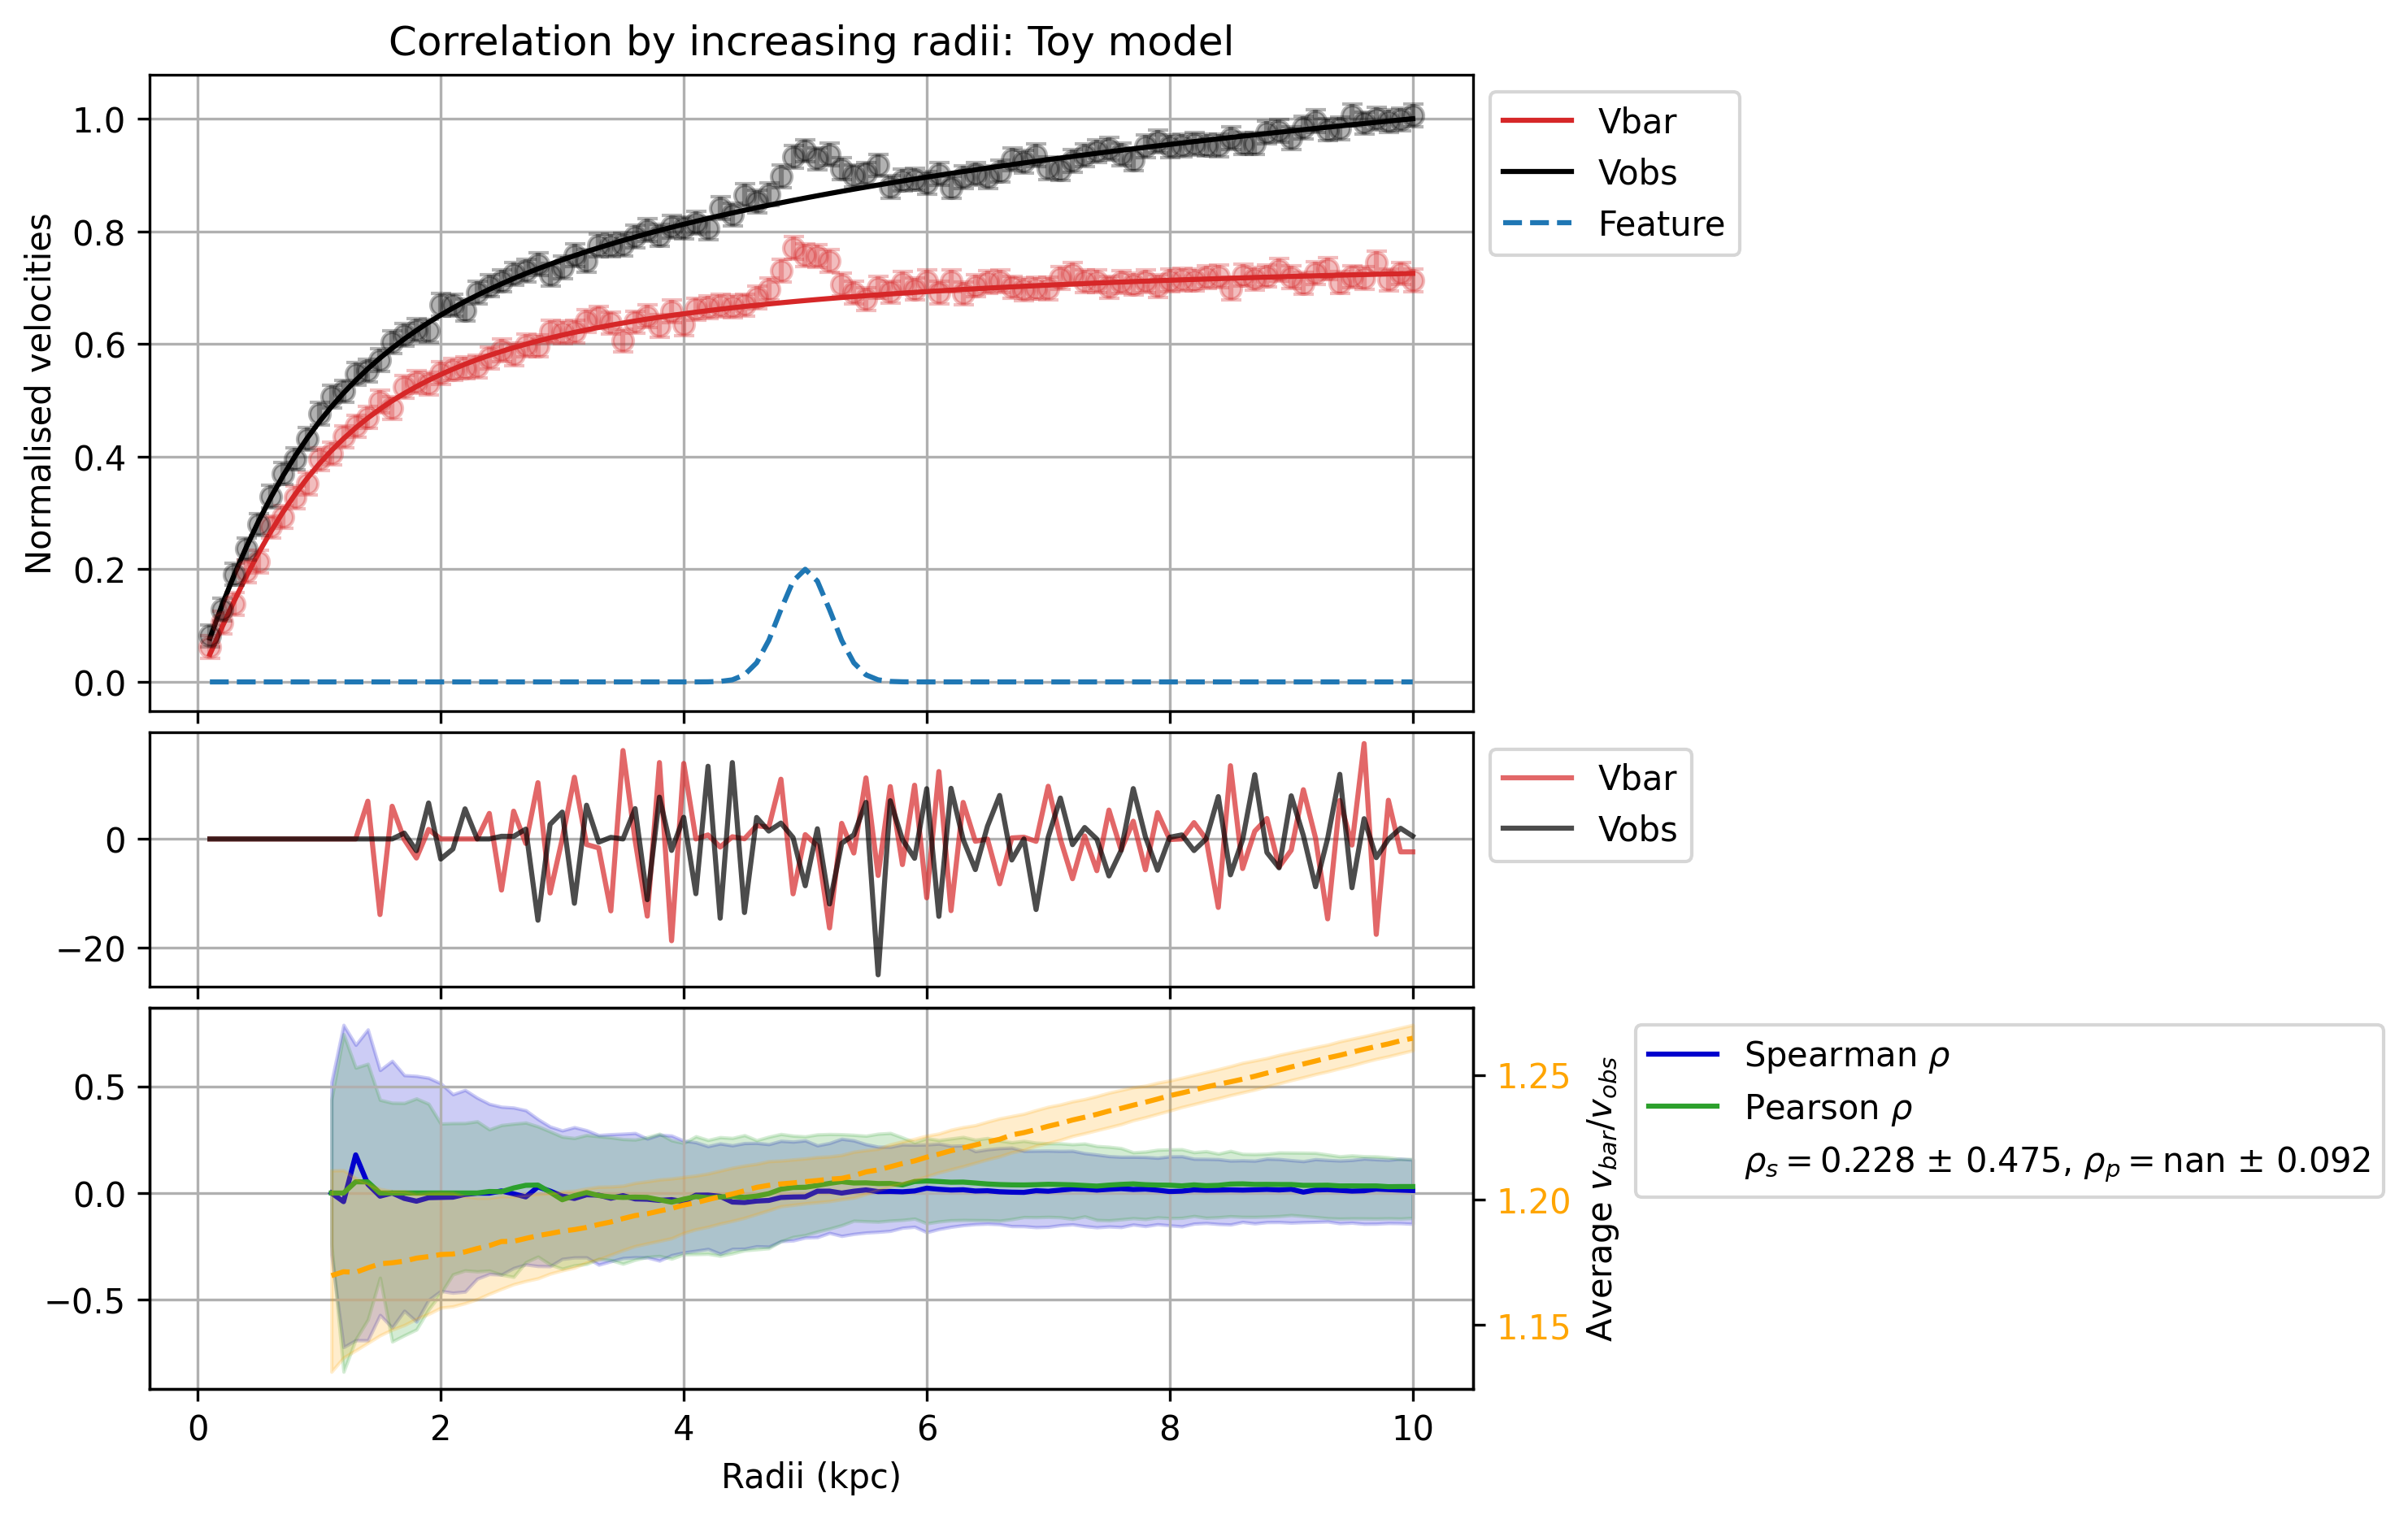 Correlation by increasing radii: Toy model
Normalised velocities
1.0
0.8
0.6
0.4
0.2
0.0
Vbar
Vobs
Feature
0
−20
Vbar
Vobs
0.5
0.0
−0.5
1.25
1.20
1.15
Average v_bar/v_obs
Spearman ρ
Pearson ρ
ρ_s = 0.228 ± 0.475, ρ_p = nan ± 0.092
0 2 4 6 8 10
Radii (kpc)